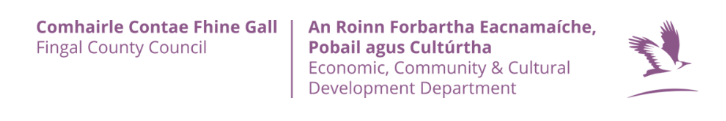 Comhairle Contae Fhine Gall
Fingal County Council
An Roinn Forbartha Eacnamaíche,
Pobail agus Cultúrtha
Economic, Community & Cultural
Development Department